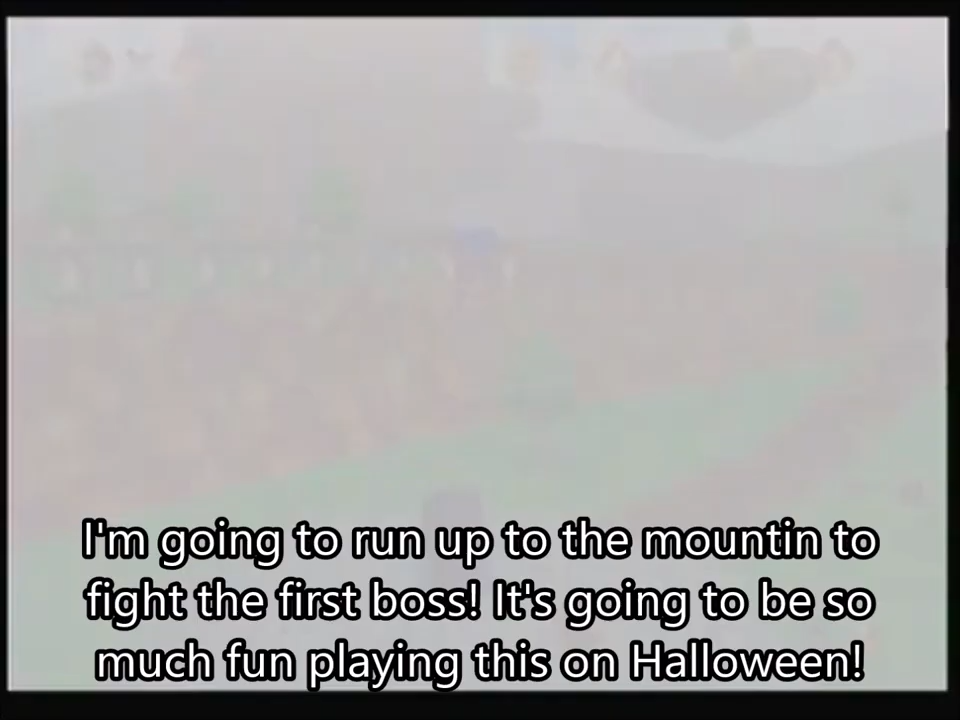 I'm going to run up to the mountin to
fight the first boss! It's going to be so
much fun playing this on Halloween!